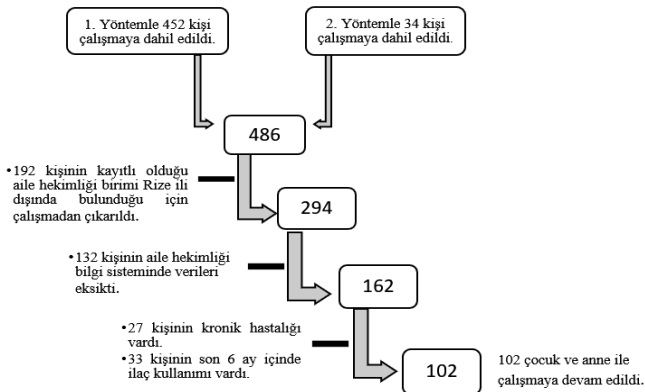 1. Yöntemle 452 kişi
çalışmaya dahil edildi.
2. Yöntemle 34 kişi
çalışmaya dahil edildi.
486
•192 kişinin kayıtlı olduğu
aile hekimliği birimi Rize ili
dışında bulunduğu için
çalışmadan çıkarıldı.
294
•132 kişinin aile hekimliği
bilgi sisteminde verileri
eksikti.
162
•27 kişinin kronik hastalığı
vardı.
•33 kişinin son 6 ay içinde
ilaç kullanımı vardı.
102
102 çocuk ve anne ile
çalışmaya devam edildi.